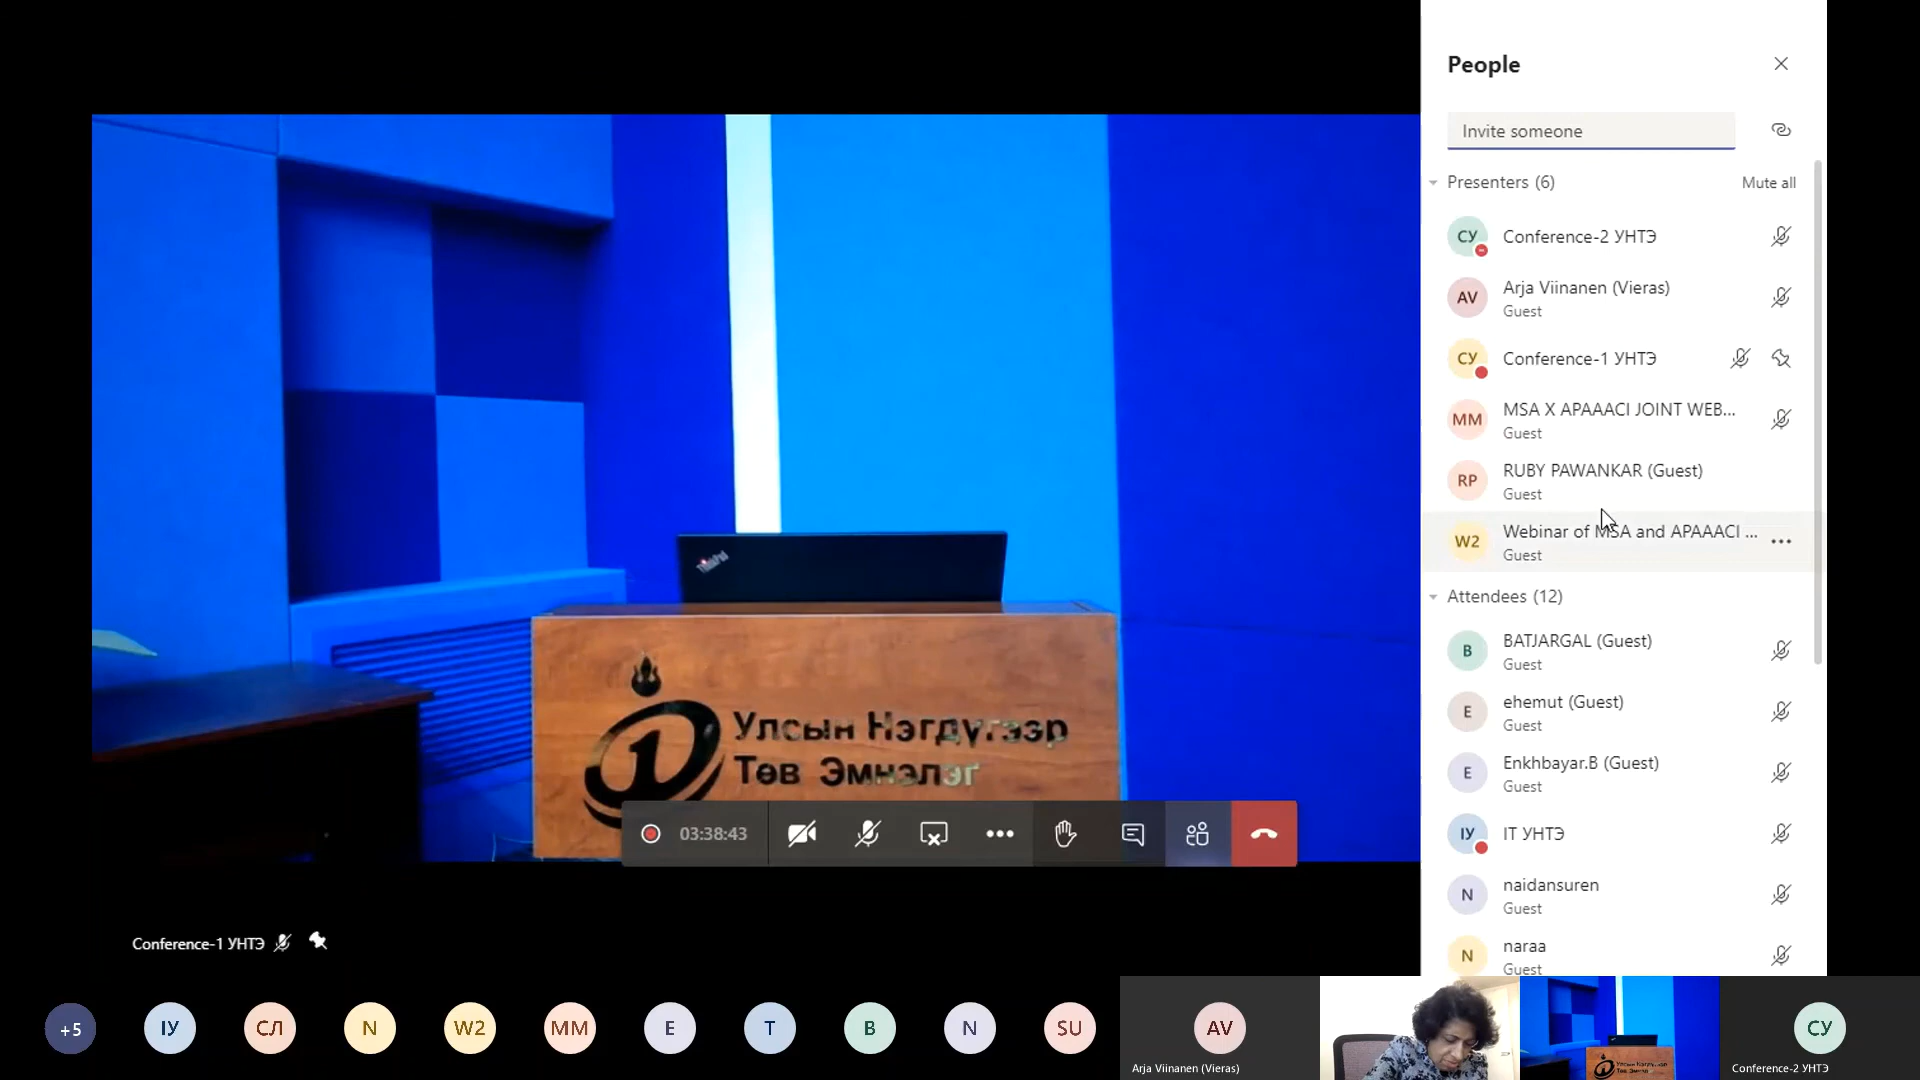 People
Invite someone
Presenters (6)
Mute all
СУ
Conference-2 УНТЭ
AV
Arja Viinanen (Vieras)
Guest
СУ
Conference-1 УНТЭ
MM
MSA X APAAACI JOINT WEB...
Guest
RP
RUBY PAWANKAR (Guest)
Guest
W2
Webinar of MSA and APAAACI ...
Guest
Attendees (12)
B
BATJARGAL (Guest)
Guest
E
ehemut (Guest)
Guest
E
Enkhbayar.B (Guest)
Guest
IУ
IT УНТЭ
N
naidansuren
Guest
N
naraa
Guest
ThinkPad
Улсын Нэгдүгээр
Төв Эмнэлэг
03:38:43
Conference-1 УНТЭ
+5
IУ
СЛ
N
W2
MM
E
T
B
N
SU
AV
Arja Viinanen (Vieras)
СУ
Conference-2 УНТЭ